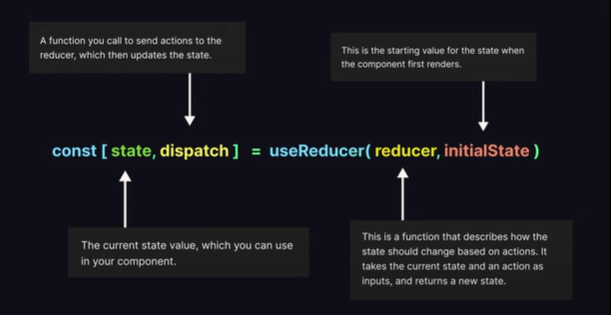 A function you call to send actions to the
reducer, which then updates the state.
This is the starting value for the state when
the component first renders.
const [ state, dispatch ] = useReducer( reducer, initialState )
The current state value, which you can use
in your component.
This is a function that describes how the
state should change based on actions. It
takes the current state and an action as
inputs, and returns a new state.